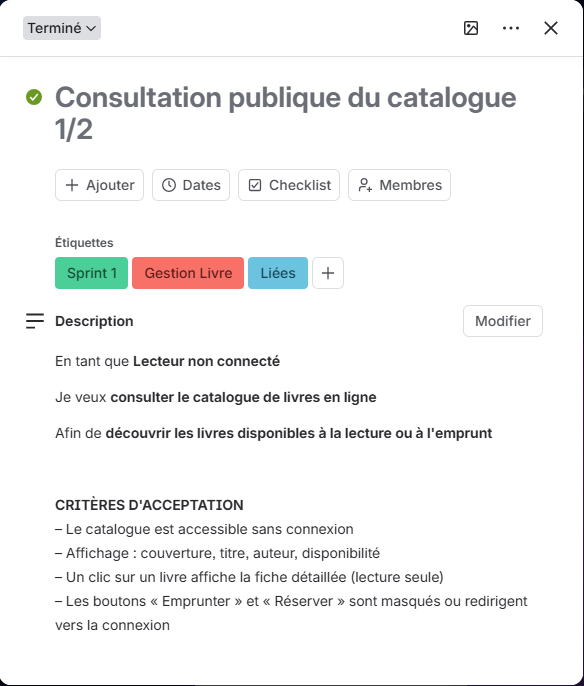 Terminé
Consultation publique du catalogue
1/2
Ajouter
Dates
Checklist
Membres
Étiquettes
Sprint 1
Gestion Livre
Liées
Description
Modifier
En tant que Lecteur non connecté
Je veux consulter le catalogue de livres en ligne
Afin de découvrir les livres disponibles à la lecture ou à l'emprunt
CRITÈRES D'ACCEPTATION
– Le catalogue est accessible sans connexion
– Affichage : couverture, titre, auteur, disponibilité
– Un clic sur un livre affiche la fiche détaillée (lecture seule)
– Les boutons « Emprunter » et « Réserver » sont masqués ou redirigent
vers la connexion